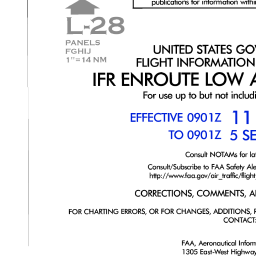 publications for information within
L-28
PANELS
FGHIJ
1"=14 NM
UNITED STATES GO
FLIGHT INFORMATION
IFR ENROUTE LOW A
For use up to but not includi
EFFECTIVE 0901Z 11
TO 0901Z 5 SE
Consult NOTAMs for la
Consult/Subscribe to FAA Safety Ale
http://www.faa.gov/air_traffic/flight
CORRECTIONS, COMMENTS, A
FOR CHARTING ERRORS, OR FOR CHANGES, ADDITIONS,
CONTACT:
FAA, Aeronautical Inform
1305 East-West Highway